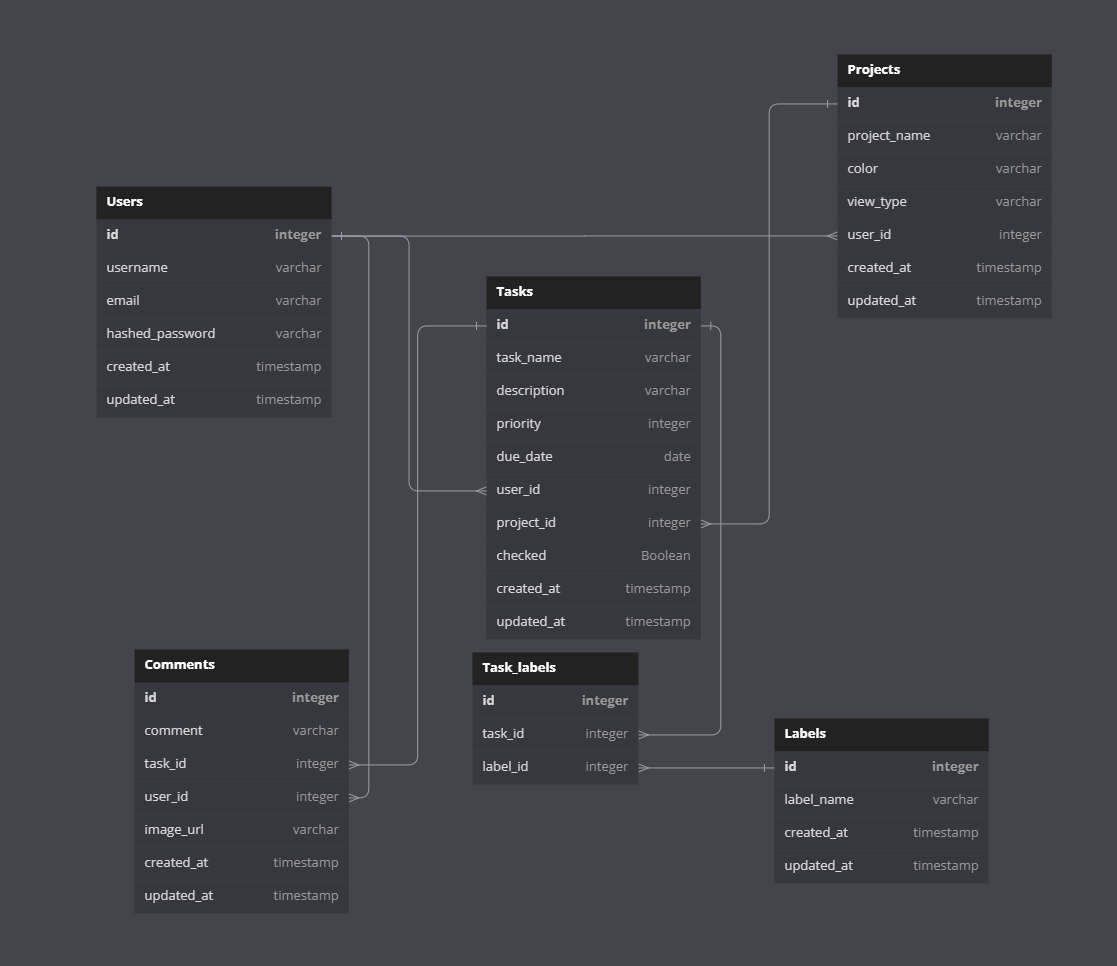 Projects
id integer
project_name varchar
color varchar
view_type varchar
user_id integer
created_at timestamp
updated_at timestamp
Users
id integer
username varchar
email varchar
hashed_password varchar
created_at timestamp
updated_at timestamp
Tasks
id integer
task_name varchar
description varchar
priority integer
due_date date
user_id integer
project_id integer
checked Boolean
created_at timestamp
updated_at timestamp
Comments
id integer
comment varchar
task_id integer
user_id integer
image_url varchar
created_at timestamp
updated_at timestamp
Task_labels
id integer
task_id integer
label_id integer
Labels
id integer
label_name varchar
created_at timestamp
updated_at timestamp